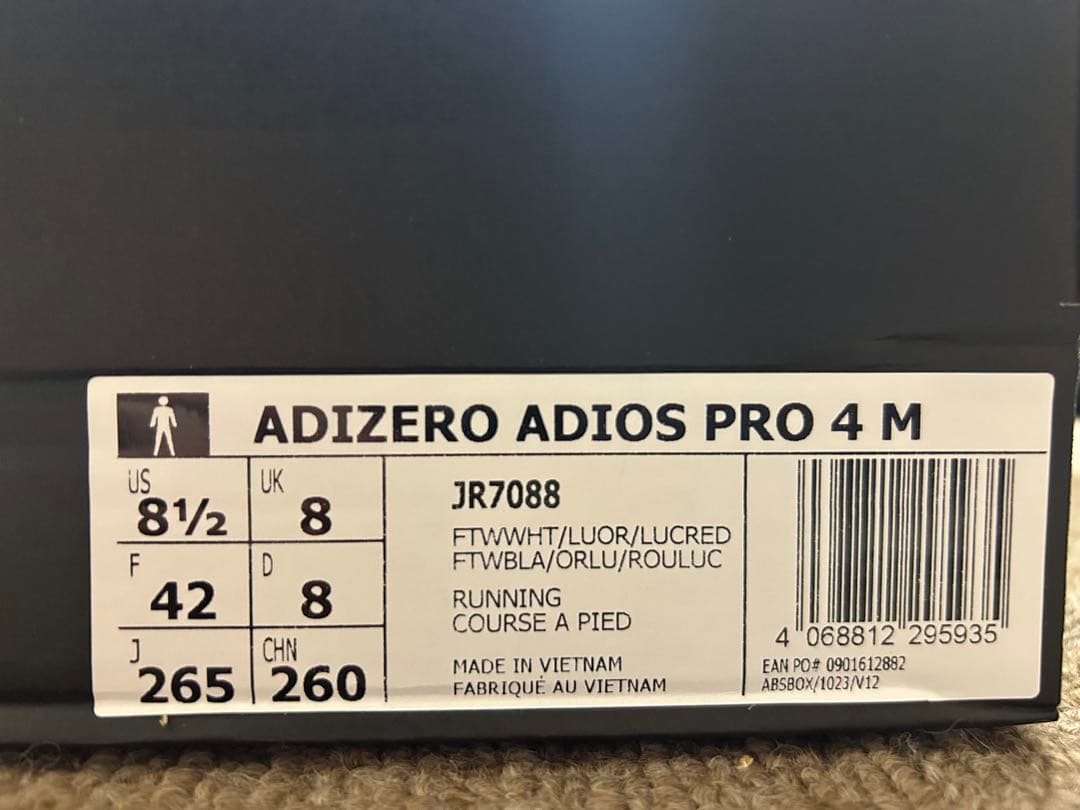 ADIZERO ADIOS PRO 4 M
US 8½
UK 8
F 42
D 8
J 265
CHN 260
JR7088
FTWWHT/LUOR/LUCRED
FTWBLA/ORLU/ROULUC
RUNNING
COURSE A PIED
MADE IN VIETNAM
FABRIQUÉ AU VIETNAM
4 068812 295935
EAN PO# 0901612882
ABSBOX/1023/V12